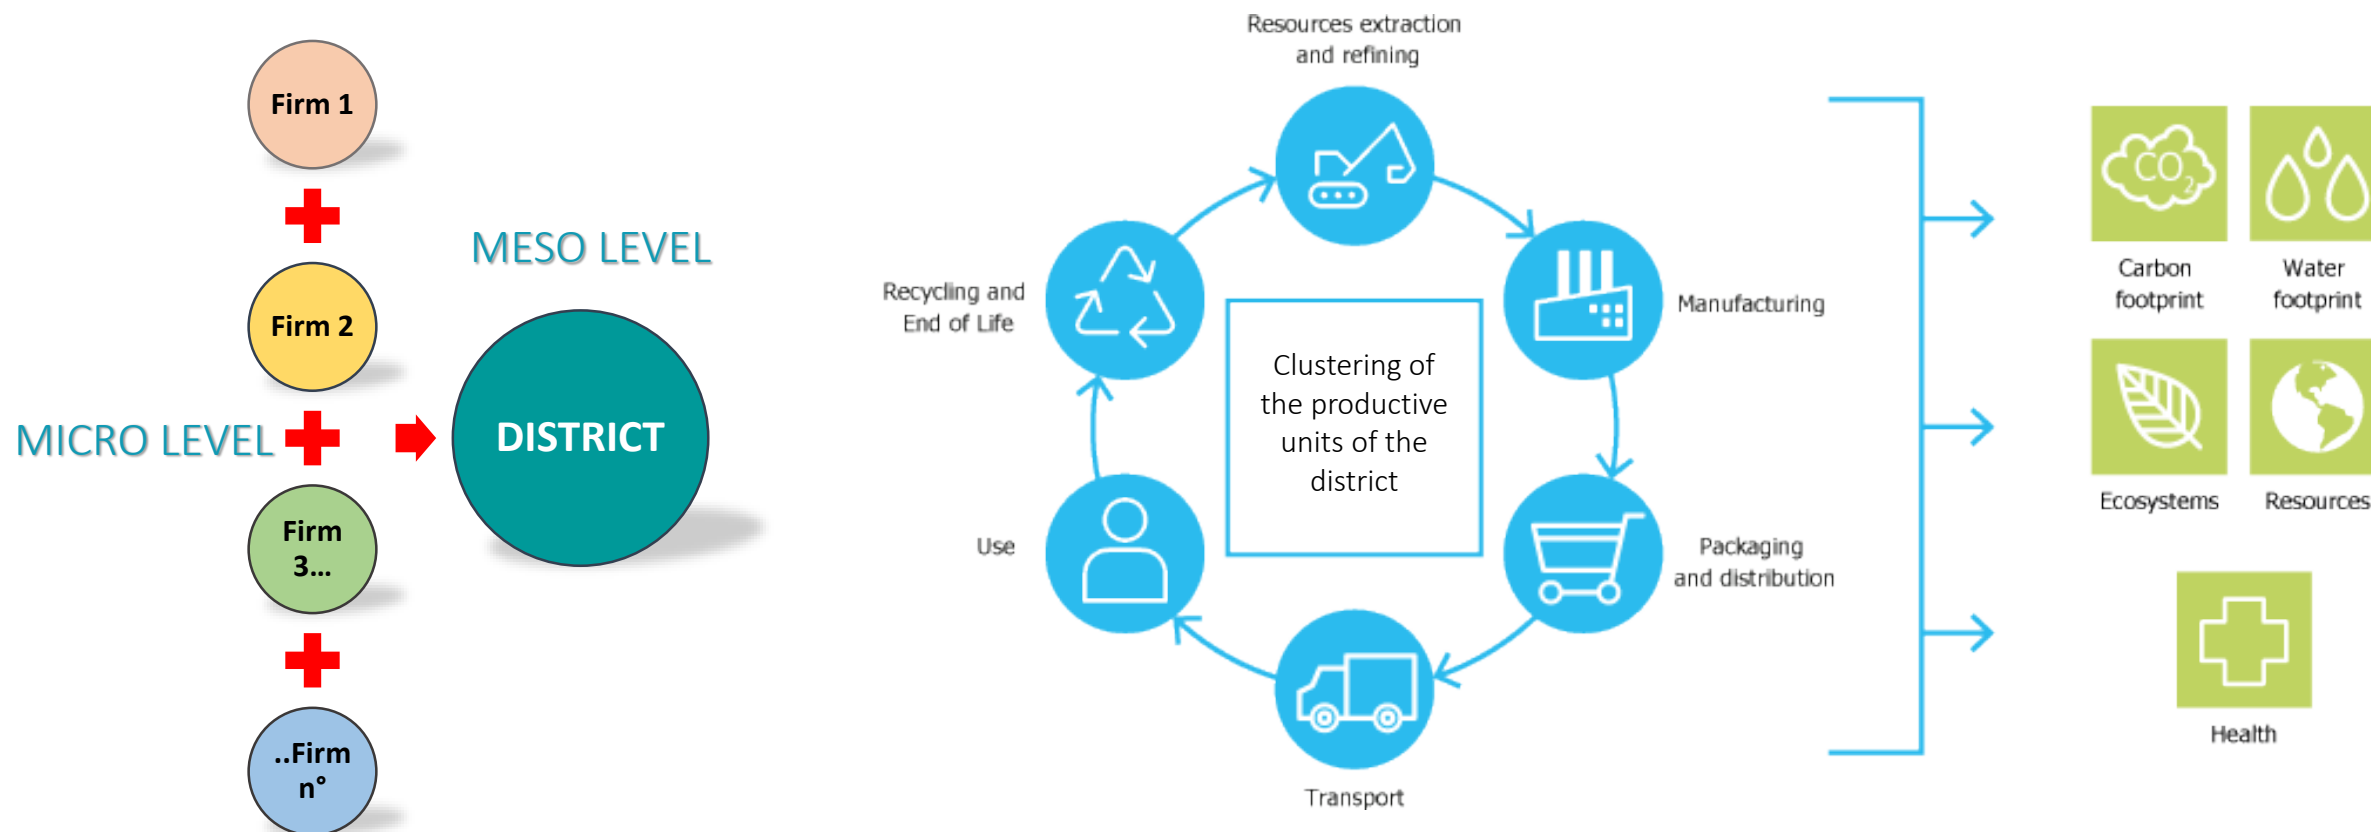 Firm 1
Firm 2
Firm
3...
..Firm
n°
MICRO LEVEL
MESO LEVEL
DISTRICT
Resources extraction
and refining
Manufacturing
Packaging
and distribution
Transport
Use
Recycling and
End of Life
Clustering of
the productive
units of the
district
CO2
Carbon
footprint
Water
footprint
Ecosystems
Resources
Health